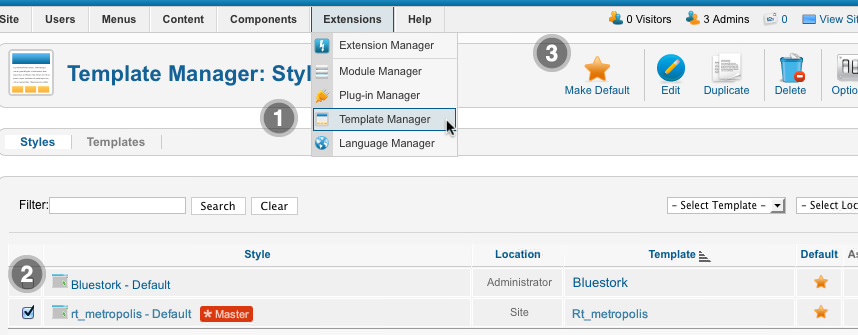 Site Users Menus Content Components Extensions Help 0 Visitors 3 Admins 0 View Site
Template Manager: Styl
Extension Manager
Module Manager
Plug-in Manager
Template Manager
Language Manager
1
3
Make Default Edit Duplicate Delete Optio
Styles Templates
Filter: Search Clear - Select Template - - Select Loc
Style Location Template Default As
2
Bluestork - Default Administrator Bluestork
rt_metropolis - Default Master Site Rt_metropolis